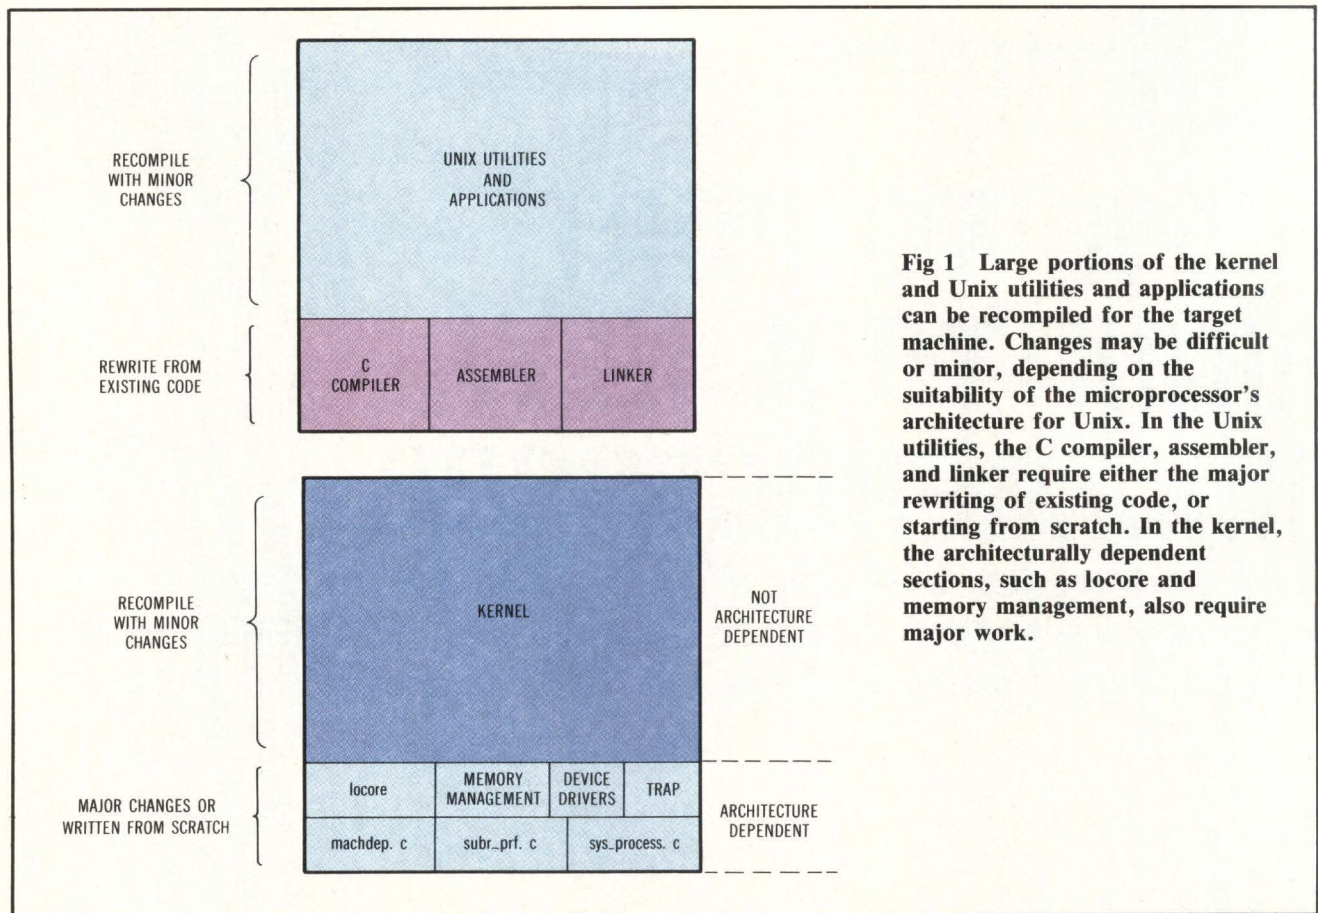 RECOMPILE
WITH MINOR
CHANGES
UNIX UTILITIES
AND
APPLICATIONS
REWRITE FROM
EXISTING CODE
C
COMPILER
ASSEMBLER
LINKER
RECOMPILE
WITH MINOR
CHANGES
KERNEL
NOT
ARCHITECTURE
DEPENDENT
MAJOR CHANGES OR
WRITTEN FROM SCRATCH
locore
MEMORY
MANAGEMENT
DEVICE
DRIVERS
TRAP
machdep. c
subr_prf. c
sys_process. c
ARCHITECTURE
DEPENDENT
Fig 1 Large portions of the kernel
and Unix utilities and applications
can be recompiled for the target
machine. Changes may be difficult
or minor, depending on the
suitability of the microprocessor's
architecture for Unix. In the Unix
utilities, the C compiler, assembler,
and linker require either the major
rewriting of existing code, or
starting from scratch. In the kernel,
the architecturally dependent
sections, such as locore and
memory management, also require
major work.